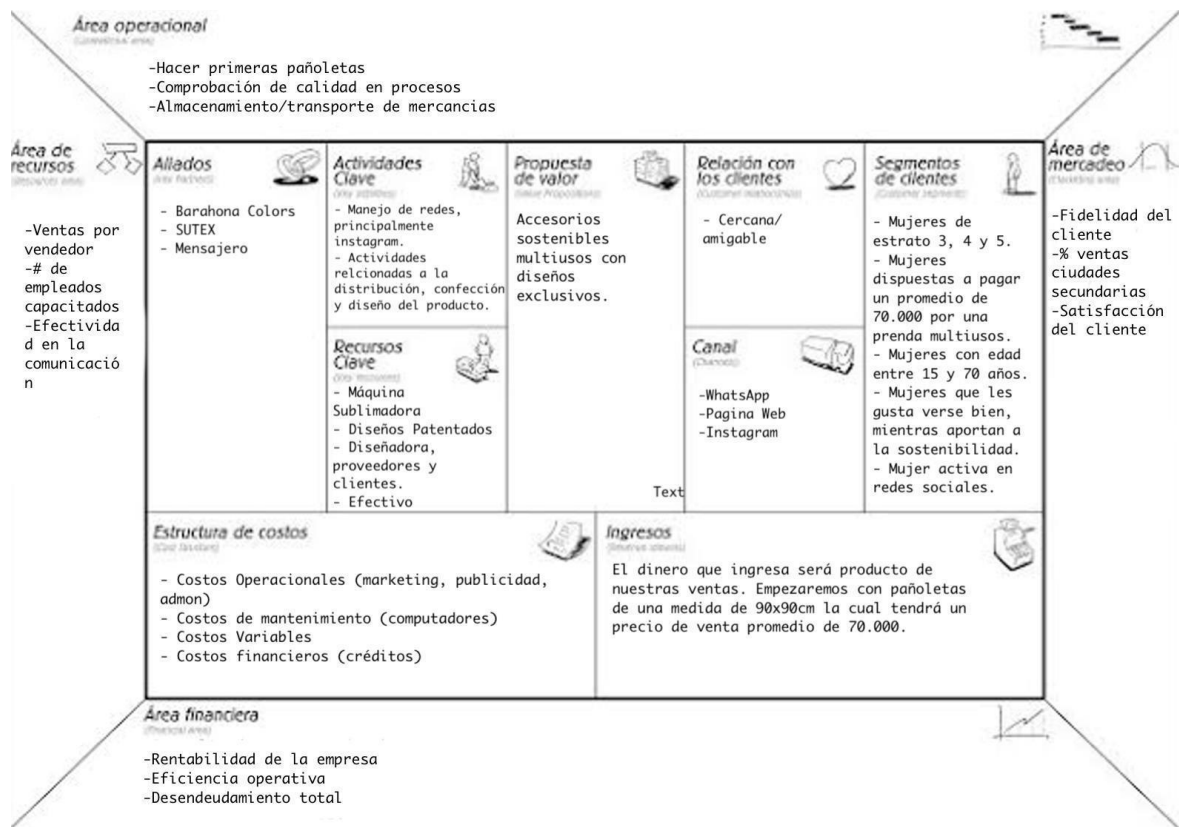 Área operacional
-Hacer primeras pañoletas
-Comprobación de calidad en procesos
-Almacenamiento/transporte de mercancias
Área de
recursos
-Ventas por
vendedor
-# de
empleados
capacitados
-Efectivida
d en la
comunicació
n
Aliados
- Barahona Colors
- SUTEX
- Mensajero
Actividades
Clave
- Manejo de redes,
principalmente
instagram.
- Actividades
relcionadas a la
distribución, confección
y diseño del producto.
Recursos
Clave
- Máquina
Sublimadora
- Diseños Patentados
- Diseñadora,
proveedores y
clientes.
- Efectivo
Propuesta
de valor
Accesorios
sostenibles
multiusos con
diseños
exclusivos.
Text
Relación con
los clientes
- Cercana/
amigable
Canal
-WhatsApp
-Pagina Web
-Instagram
Segmentos
de clientes
- Mujeres de
estrato 3, 4 y 5.
- Mujeres
dispuestas a pagar
un promedio de
70.000 por una
prenda multiusos.
- Mujeres con edad
entre 15 y 70 años.
- Mujeres que les
gusta verse bien,
mientras aportan a
la sostenibilidad.
- Mujer activa en
redes sociales.
Área de
mercadeo
-Fidelidad del
cliente
-% ventas
ciudades
secundarias
-Satisfacción
del cliente
Estructura de costos
- Costos Operacionales (marketing, publicidad,
admon)
- Costos de mantenimiento (computadores)
- Costos Variables
- Costos financieros (créditos)
Ingresos
El dinero que ingresa será producto de
nuestras ventas. Empezaremos con pañoletas
de una medida de 90x90cm la cual tendrá un
precio de venta promedio de 70.000.
Área financiera
-Rentabilidad de la empresa
-Eficiencia operativa
-Desendeudamiento total